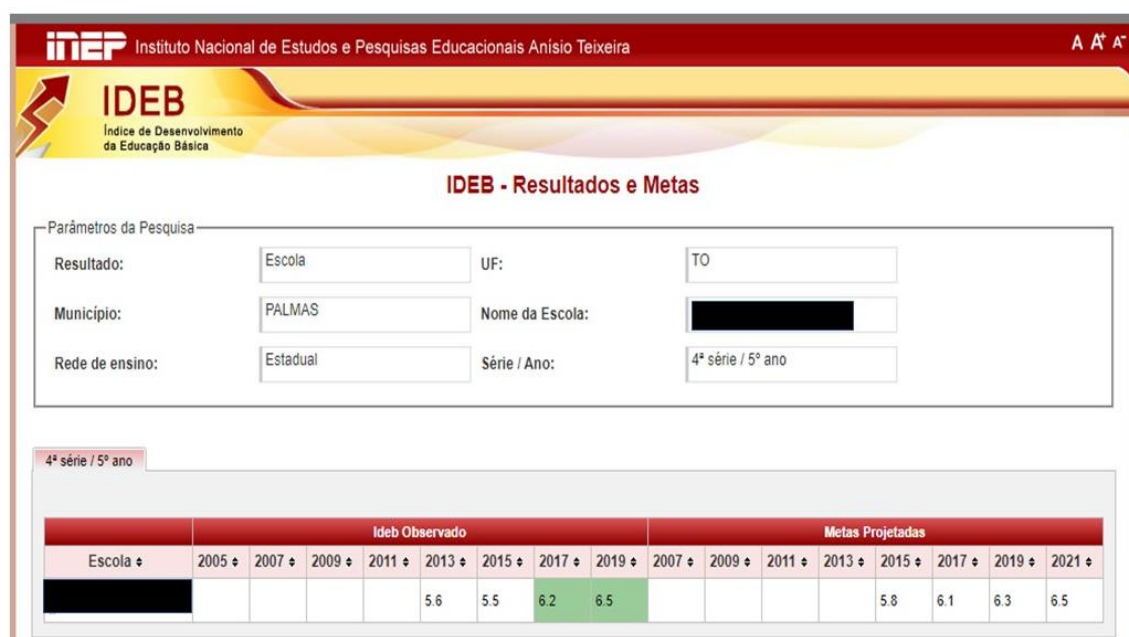 inep Instituto Nacional de Estudos e Pesquisas Educacionais Anísio Teixeira A A+ A-
IDEB
Índice de Desenvolvimento
da Educação Básica
IDEB - Resultados e Metas
Parâmetros da Pesquisa
Resultado: Escola UF: TO
Município: PALMAS Nome da Escola:
Rede de ensino: Estadual Série / Ano: 4ª série / 5º ano
4ª série / 5º ano
Ideb Observado Metas Projetadas
Escola 2005 2007 2009 2011 2013 2015 2017 2019 2007 2009 2011 2013 2015 2017 2019 2021
5.6 5.5 6.2 6.5 5.8 6.1 6.3 6.5